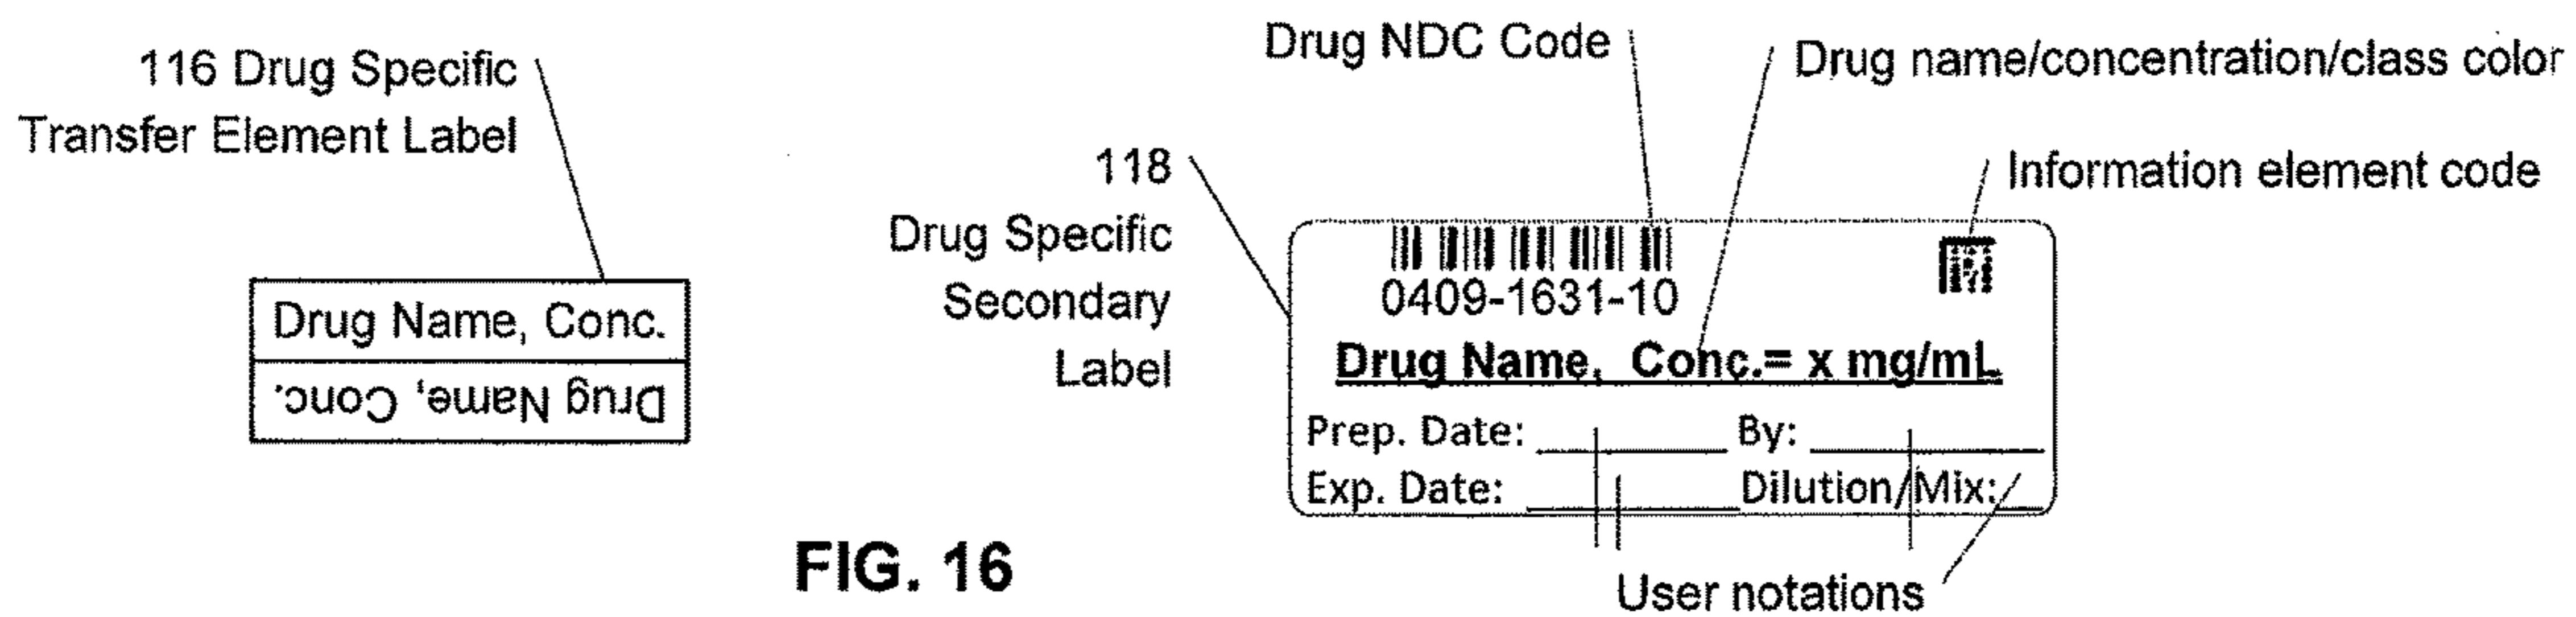 116 Drug Specific
Transfer Element Label
Drug Name, Conc.
Drug Name, Conc.
Drug NDC Code
Drug name/concentration/class color
118
Drug Specific
Secondary
Label
Information element code
0409-1631-10
Drug Name, Conc.= x mg/mL
Prep. Date: By:
Exp. Date: Dilution/Mix:
User notations
FIG. 16